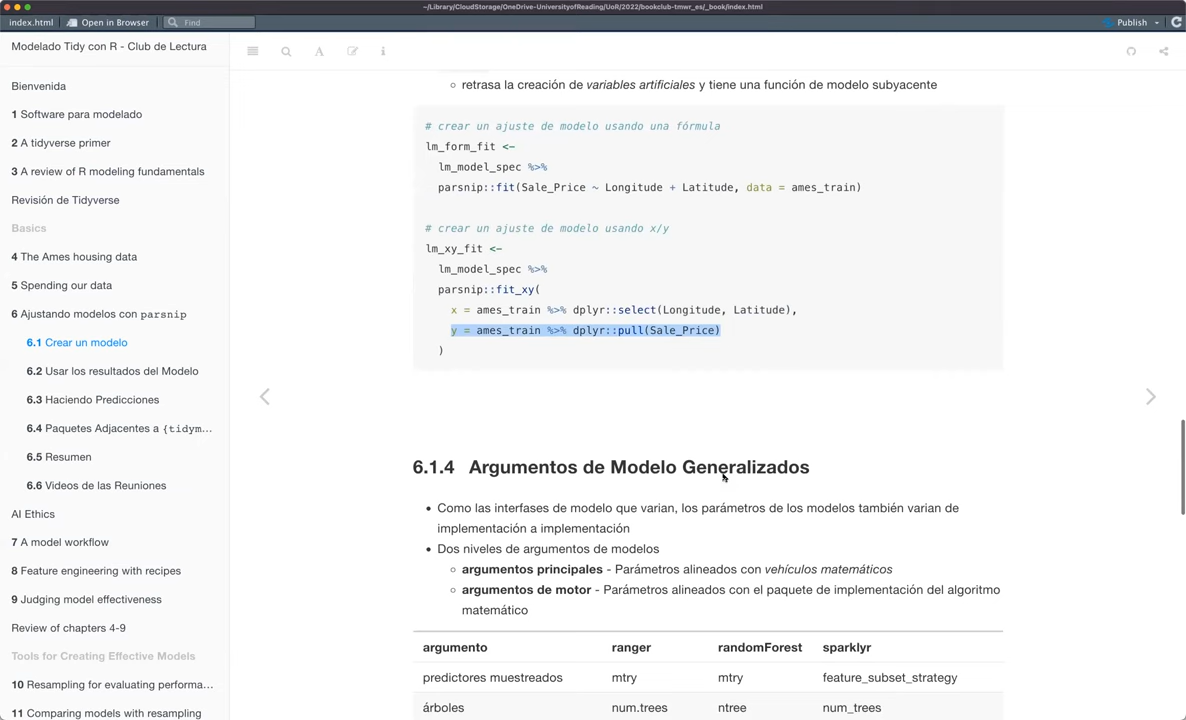 ~/Library/CloudStorage/OneDrive-UniversityofReading/UoR/2022/bookclub-tmwr_es/_book/index.html
index.html
Open in Browser
Find
Publish
Modelado Tidy con R - Club de Lectura
Bienvenida
1 Software para modelado
2 A tidyverse primer
3 A review of R modeling fundamentals
Revisión de Tidyverse
Basics
4 The Ames housing data
5 Spending our data
6 Ajustando modelos con parsnip
6.1 Crear un modelo
6.2 Usar los resultados del Modelo
6.3 Haciendo Predicciones
6.4 Paquetes Adjacentes a {tidym…
6.5 Resumen
6.6 Videos de las Reuniones
AI Ethics
7 A model workflow
8 Feature engineering with recipes
9 Judging model effectiveness
Review of chapters 4-9
Tools for Creating Effective Models
10 Resampling for evaluating performa…
11 Comparing models with resampling
retrasa la creación de variables artificiales y tiene una función de modelo subyacente
# crear un ajuste de modelo usando una fórmula
lm_form_fit <-
lm_model_spec %>%
parsnip::fit(Sale_Price ~ Longitude + Latitude, data = ames_train)
# crear un ajuste de modelo usando x/y
lm_xy_fit <-
lm_model_spec %>%
parsnip::fit_xy(
x = ames_train %>% dplyr::select(Longitude, Latitude),
y = ames_train %>% dplyr::pull(Sale_Price)
)
6.1.4 Argumentos de Modelo Generalizados
Como las interfases de modelo que varian, los parámetros de los modelos también varian de
implementación a implementación
Dos niveles de argumentos de modelos
argumentos principales - Parámetros alineados con vehículos matemáticos
argumentos de motor - Parámetros alineados con el paquete de implementación del algoritmo
matemático
argumento ranger randomForest sparklyr
predictores muestreados mtry mtry feature_subset_strategy
árboles num.trees ntree num_trees